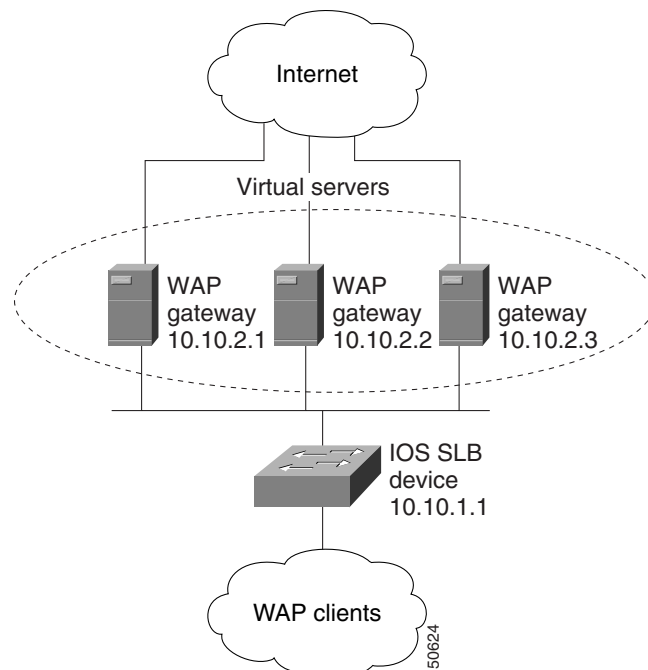 Internet
Virtual servers
WAP
gateway
10.10.2.1
WAP
gateway
10.10.2.2
WAP
gateway
10.10.2.3
IOS SLB
device
10.10.1.1
WAP clients
50624